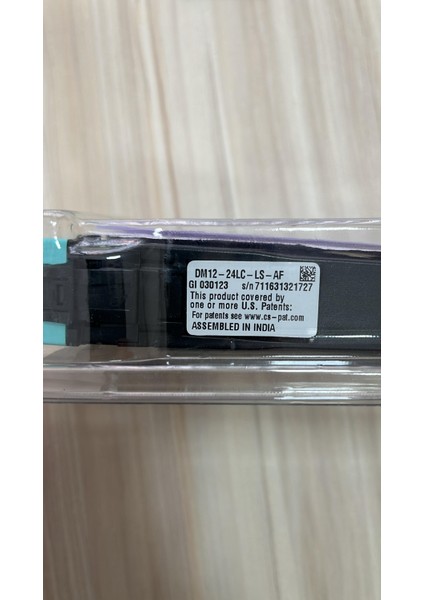 DM12-24LC-LS-AF
GI 030123 s/n 711631321727
This product covered by
one or more U.S. Patents:
For patents see www.cs-pat.com
ASSEMBLED IN INDIA